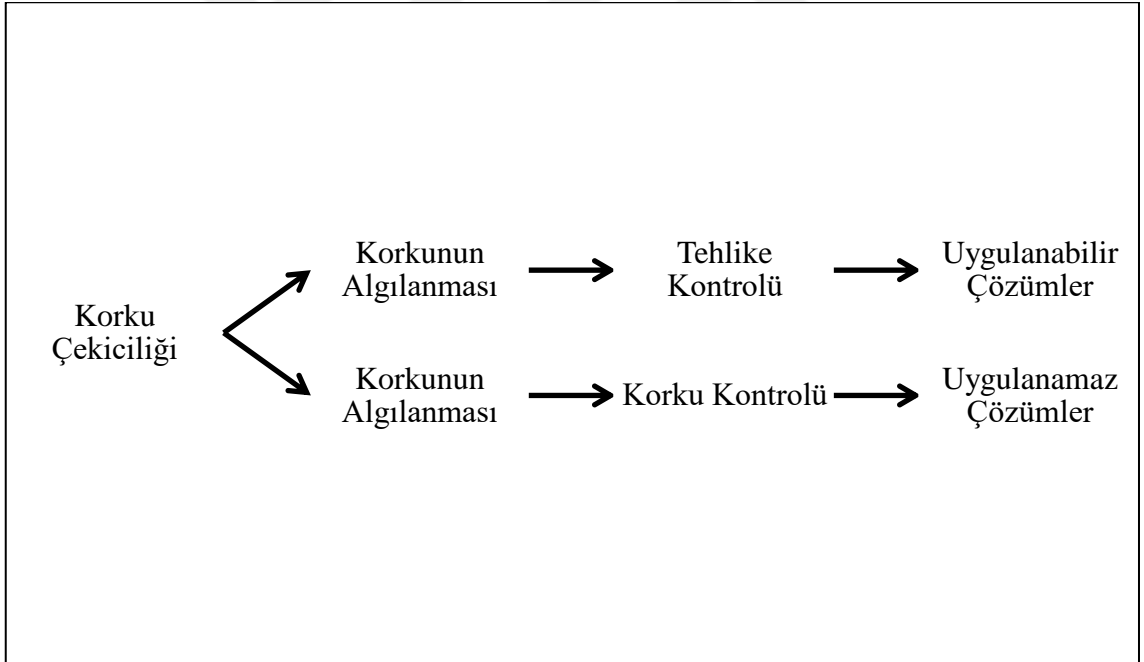 Korku
Çekiciliği
Korkunun
Algılanması
Tehlike
Kontrolü
Uygulanabilir
Çözümler
Korkunun
Algılanması
Korku Kontrolü
Uygulanamaz
Çözümler